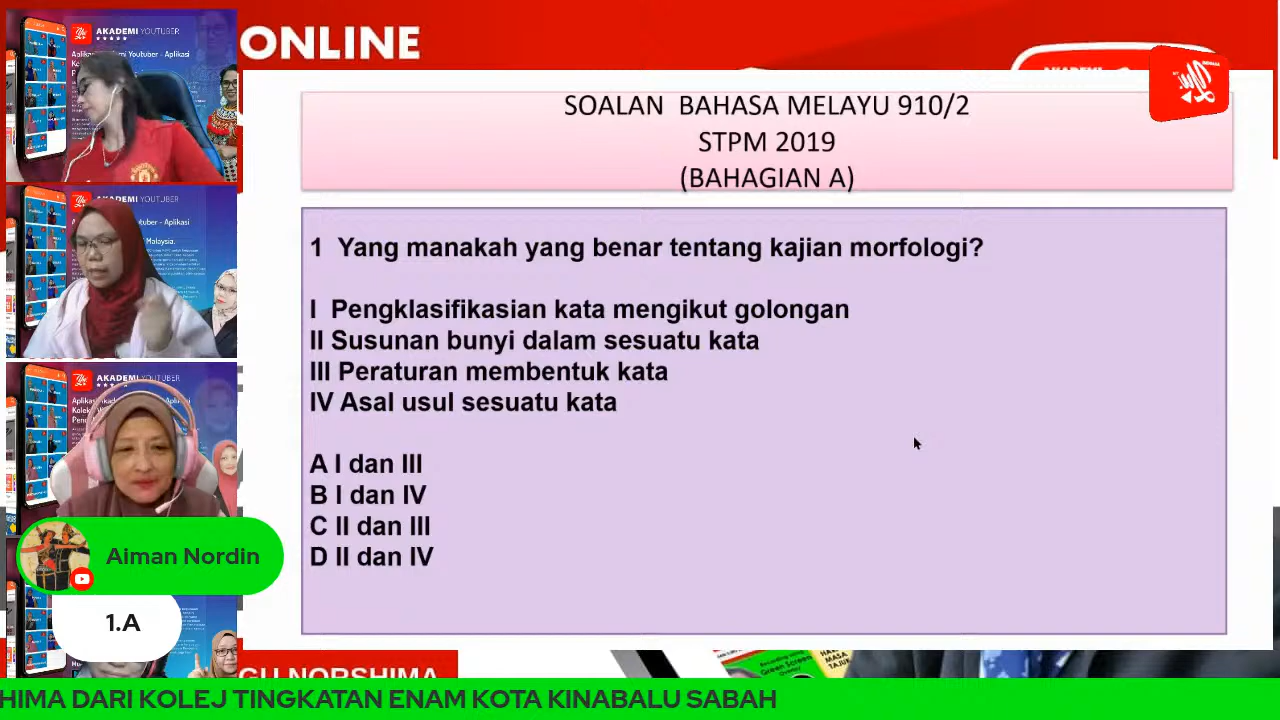 ONLINE
AKADEMI YOUTUBER
SOALAN BAHASA MELAYU 910/2
STPM 2019
(BAHAGIAN A)
1 Yang manakah yang benar tentang kajian morfologi?
I Pengklasifikasian kata mengikut golongan
II Susunan bunyi dalam sesuatu kata
III Peraturan membentuk kata
IV Asal usul sesuatu kata
A I dan III
B I dan IV
C II dan III
D II dan IV
AKADEMI YOUTUBER
Malaysia.
AKADEMI YOUTUBER
Aiman Nordin
1.A
GU NORSHIMA
HIMA DARI KOLEJ TINGKATAN ENAM KOTA KINABALU SABAH